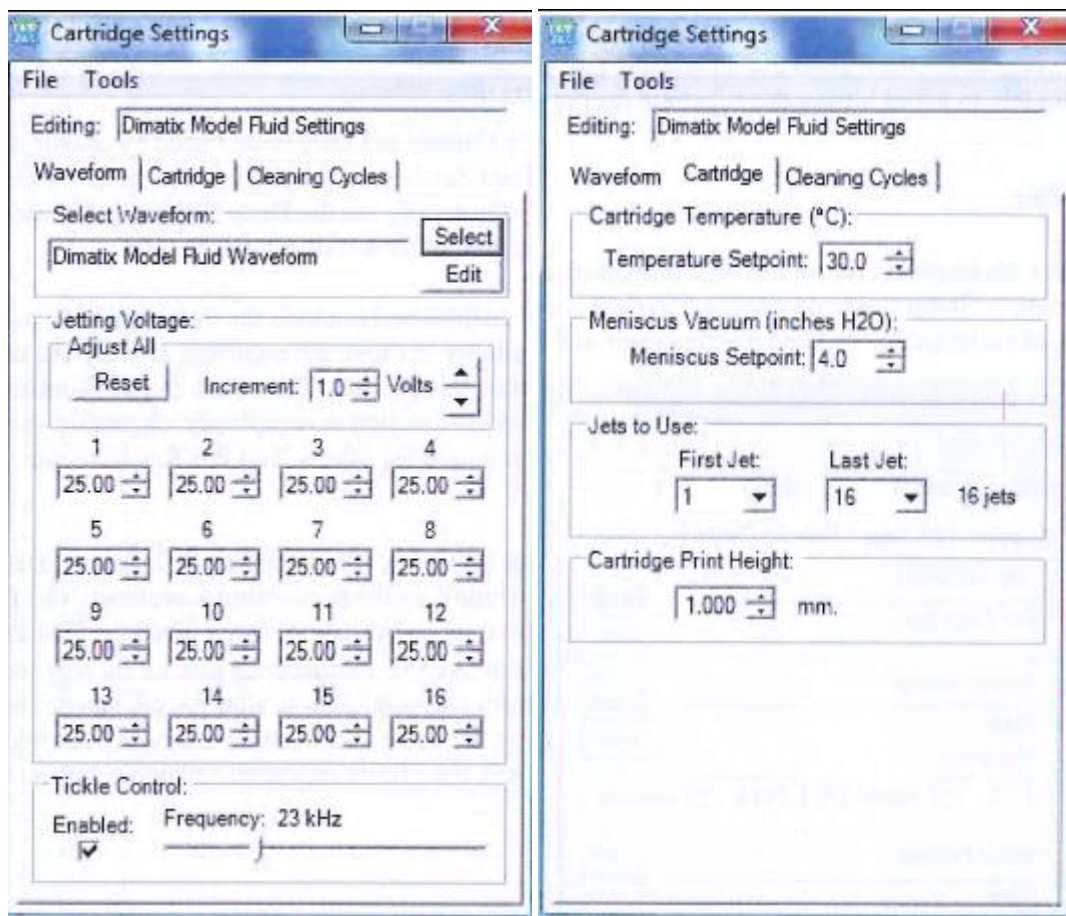 Cartridge Settings
File Tools
Editing: Dimatix Model Fluid Settings
Waveform Cartridge Cleaning Cycles
Select Waveform:
Dimatix Model Fluid Waveform
Select
Edit
Jetting Voltage:
Adjust All
Reset Increment: 1.0 Volts
1 2 3 4
25.00 25.00 25.00 25.00
5 6 7 8
25.00 25.00 25.00 25.00
9 10 11 12
25.00 25.00 25.00 25.00
13 14 15 16
25.00 25.00 25.00 25.00
Tickle Control:
Enabled: Frequency: 23 kHz
Cartridge Settings
File Tools
Editing: Dimatix Model Fluid Settings
Waveform Cartridge Cleaning Cycles
Cartridge Temperature (°C):
Temperature Setpoint: 30.0
Meniscus Vacuum (inches H2O):
Meniscus Setpoint: 4.0
Jets to Use:
First Jet: Last Jet:
1 16 16 jets
Cartridge Print Height:
1.000 mm.